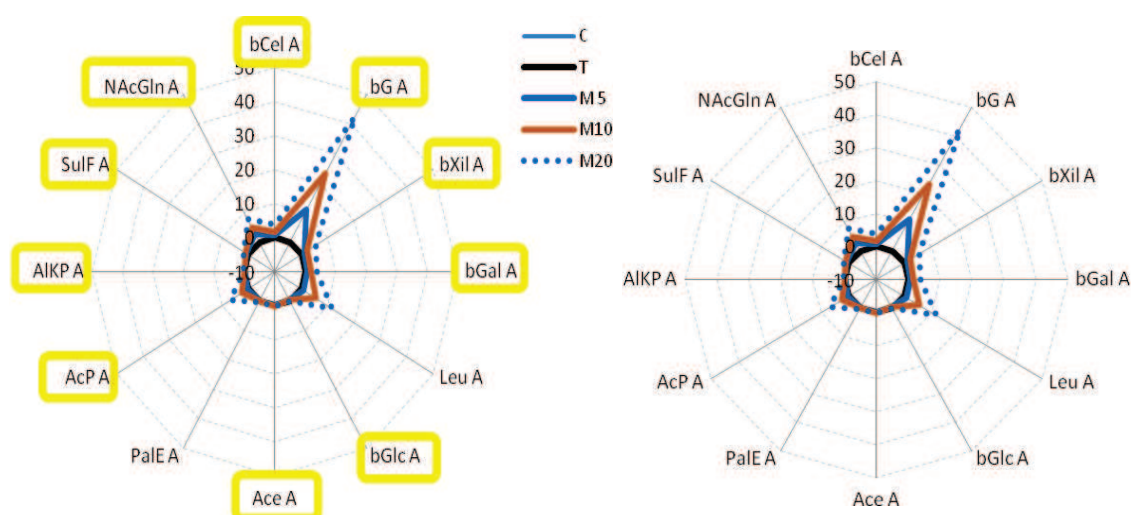 bCel A
50
NAcGln A
bG A
40
30
SulF A
bXil A
20
10
0
AlKP A
-10
bGal A
AcP A
Leu A
PalE A
bGlc A
Ace A
C
T
M 5
M10
M20
bCel A
50
NAcGln A
bG A
40
30
SulF A
bXil A
20
10
0
AlKP A
-10
bGal A
AcP A
Leu A
PalE A
bGlc A
Ace A